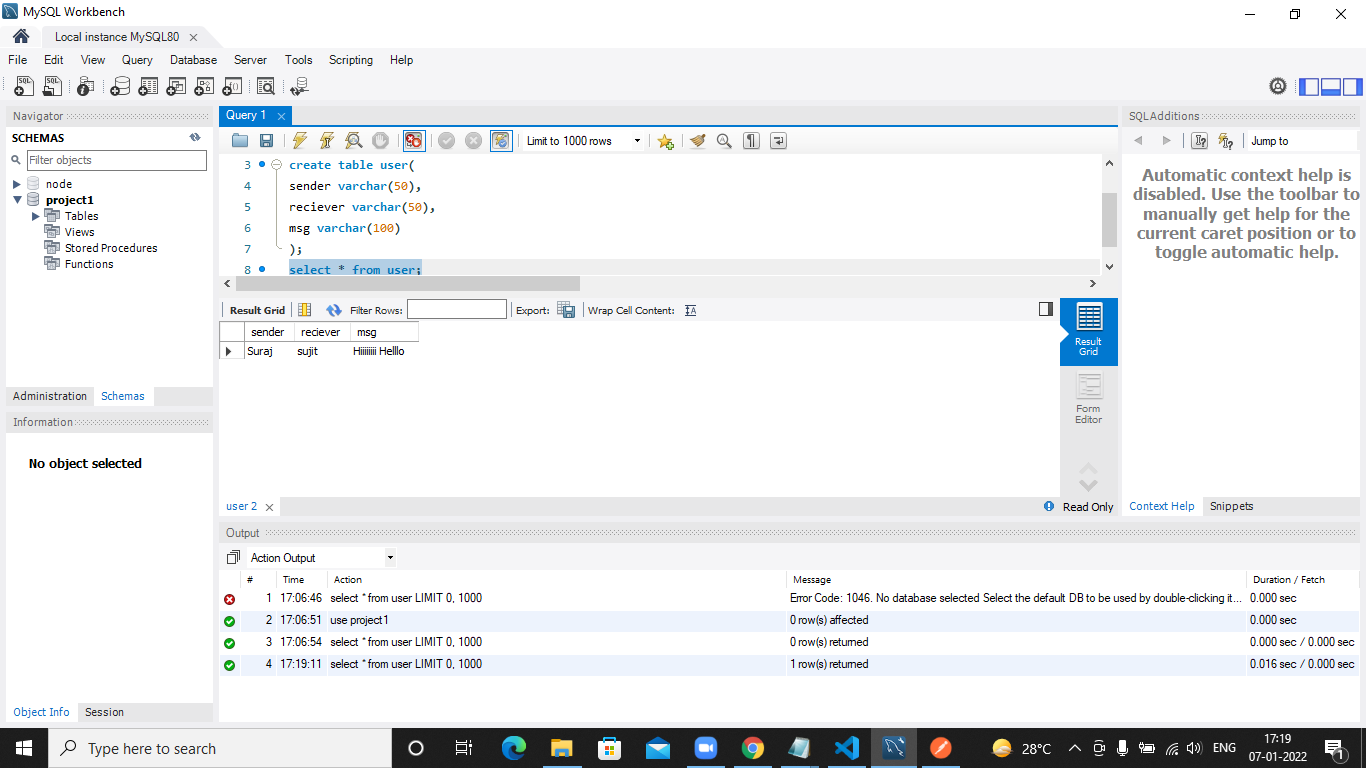 MySQL Workbench
Local instance MySQL80
File Edit View Query Database Server Tools Scripting Help
Navigator
SCHEMAS
Filter objects
node
project1
Tables
Views
Stored Procedures
Functions
Administration Schemas
Information
No object selected
Object Info Session
Query 1
Limit to 1000 rows
3 create table user(
4 sender varchar(50),
5 reciever varchar(50),
6 msg varchar(100)
7 );
8 select * from user;
Result Grid Filter Rows: Export: Wrap Cell Content:
sender reciever msg
Suraj sujit Hiiiiiiii Helllo
Result Grid
Form Editor
user 2
Read Only
SQLAdditions
Jump to
Automatic context help is
disabled. Use the toolbar to
manually get help for the
current caret position or to
toggle automatic help.
Context Help Snippets
Output
Action Output
# Time Action Message Duration / Fetch
1 17:06:46 select * from user LIMIT 0, 1000 Error Code: 1046. No database selected Select the default DB to be used by double-clicking it... 0.000 sec
2 17:06:51 use project1 0 row(s) affected 0.000 sec
3 17:06:54 select * from user LIMIT 0, 1000 0 row(s) returned 0.000 sec / 0.000 sec
4 17:19:11 select * from user LIMIT 0, 1000 1 row(s) returned 0.016 sec / 0.000 sec
Type here to search
28°C
ENG
17:19
07-01-2022
1